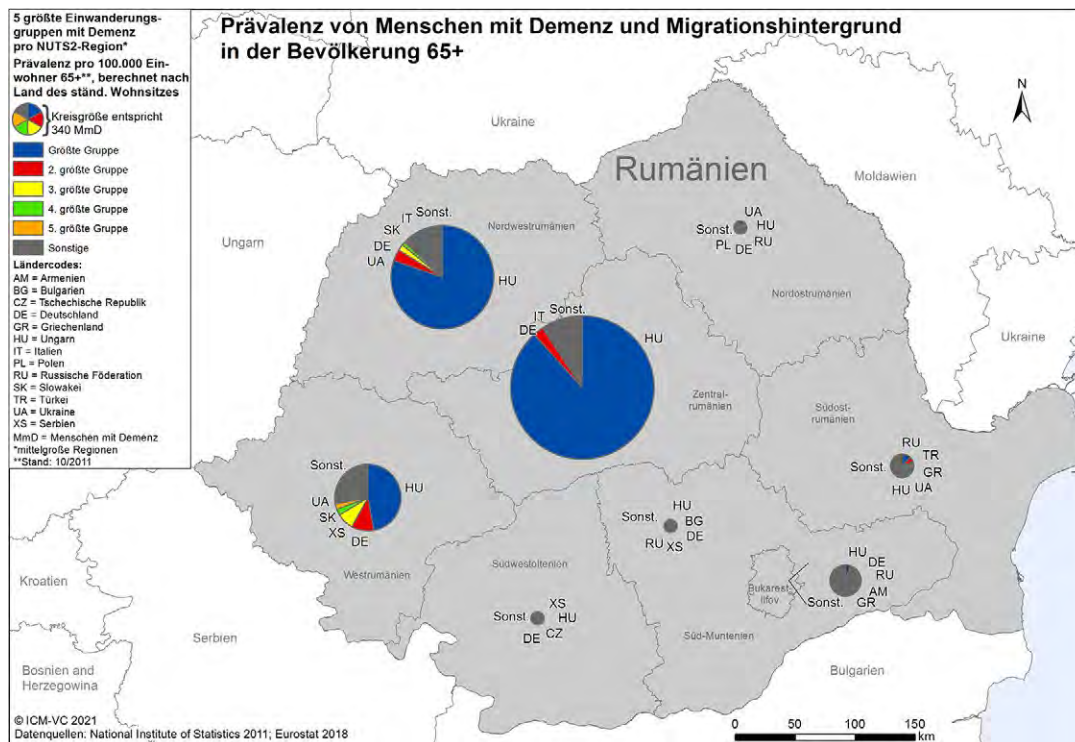 5 größte Einwanderungs-
gruppen mit Demenz
pro NUTS2-Region*
Prävalenz pro 100.000 Ein-
wohner 65+**, berechnet nach
Land des ständ. Wohnsitzes
Kreisgröße entspricht
340 MmD
Größte Gruppe
2. größte Gruppe
3. größte Gruppe
4. größte Gruppe
5. größte Gruppe
Sonstige
Ländercodes:
AM = Armenien
BG = Bulgarien
CZ = Tschechische Republik
DE = Deutschland
GR = Griechenland
HU = Ungarn
IT = Italien
PL = Polen
RU = Russische Föderation
SK = Slowakei
TR = Türkei
UA = Ukraine
XS = Serbien
MmD = Menschen mit Demenz
*mittelgroße Regionen
**Stand: 10/2011
Prävalenz von Menschen mit Demenz und Migrationshintergrund
in der Bevölkerung 65+
N
Ukraine
Rumänien
Moldawien
Ungarn
Ukraine
Nordwestrumänien
IT Sonst.
SK
DE
UA
HU
UA
Sonst. HU
PL DE RU
Nordostrumänien
IT Sonst.
DE
HU
Zentral-
rumänien
Südost-
rumänien
RU
TR
Sonst. GR
HU UA
Sonst.
HU
UA
SK
XS
DE
Westrumänien
HU
Sonst. BG
DE
RU XS
Südwestoltenien
XS
Sonst. HU
DE CZ
Bukarest
Ilfov
HU
DE
RU
AM
Sonst. GR
Süd-Muntenien
Kroatien
Serbien
Bosnien and
Herzegowina
Bulgarien
© ICM-VC 2021
Datenquellen: National Institute of Statistics 2011; Eurostat 2018
0 50 100 150
km